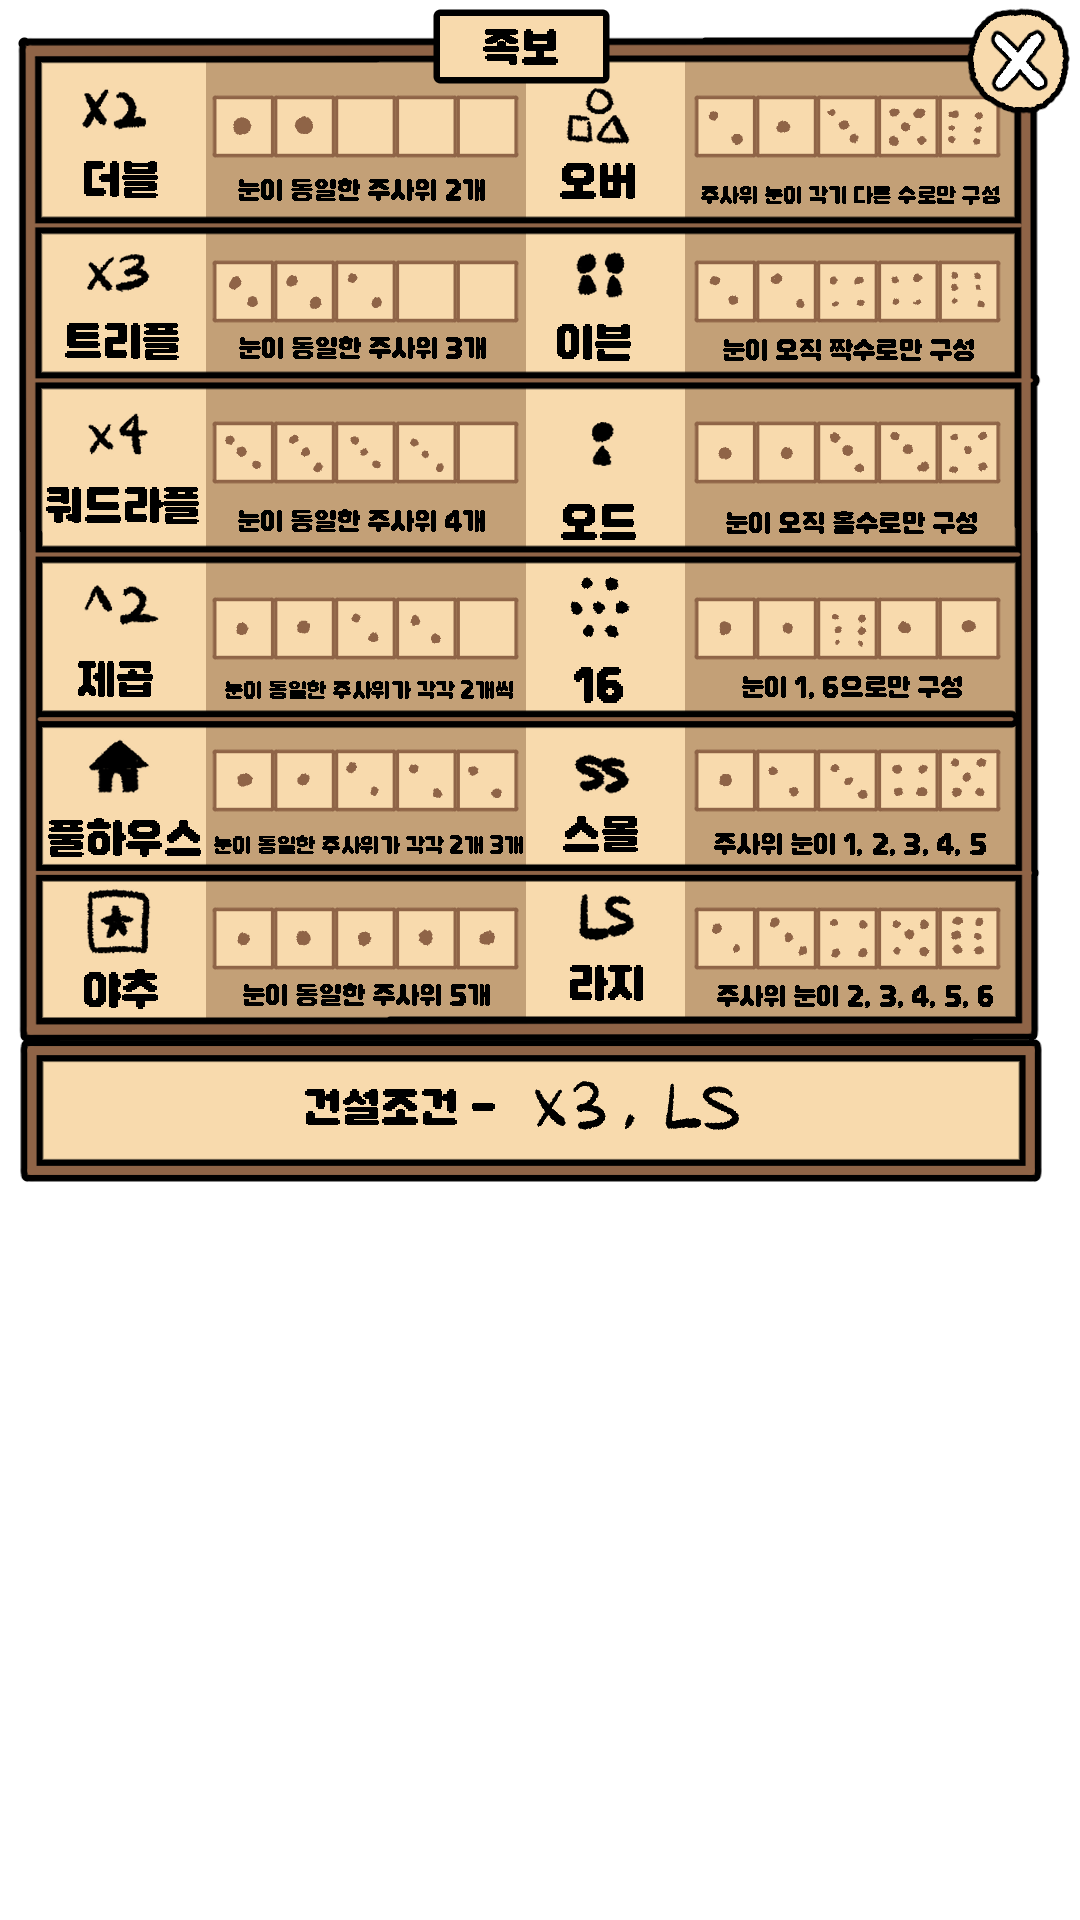 족보
X2
더블
눈이 동일한 주사위 2개
오버
주사위 눈이 각기 다른 수로만 구성
X3
트리플
눈이 동일한 주사위 3개
이븐
눈이 오직 짝수로만 구성
X4
쿼드라플
눈이 동일한 주사위 4개
오드
눈이 오직 홀수로만 구성
^2
제곱
눈이 동일한 주사위가 각각 2개씩
16
눈이 1, 6으로만 구성
풀하우스
눈이 동일한 주사위가 각각 2개 3개
SS
스몰
주사위 눈이 1, 2, 3, 4, 5
야추
눈이 동일한 주사위 5개
LS
라지
주사위 눈이 2, 3, 4, 5, 6
건설조건 - X3, LS